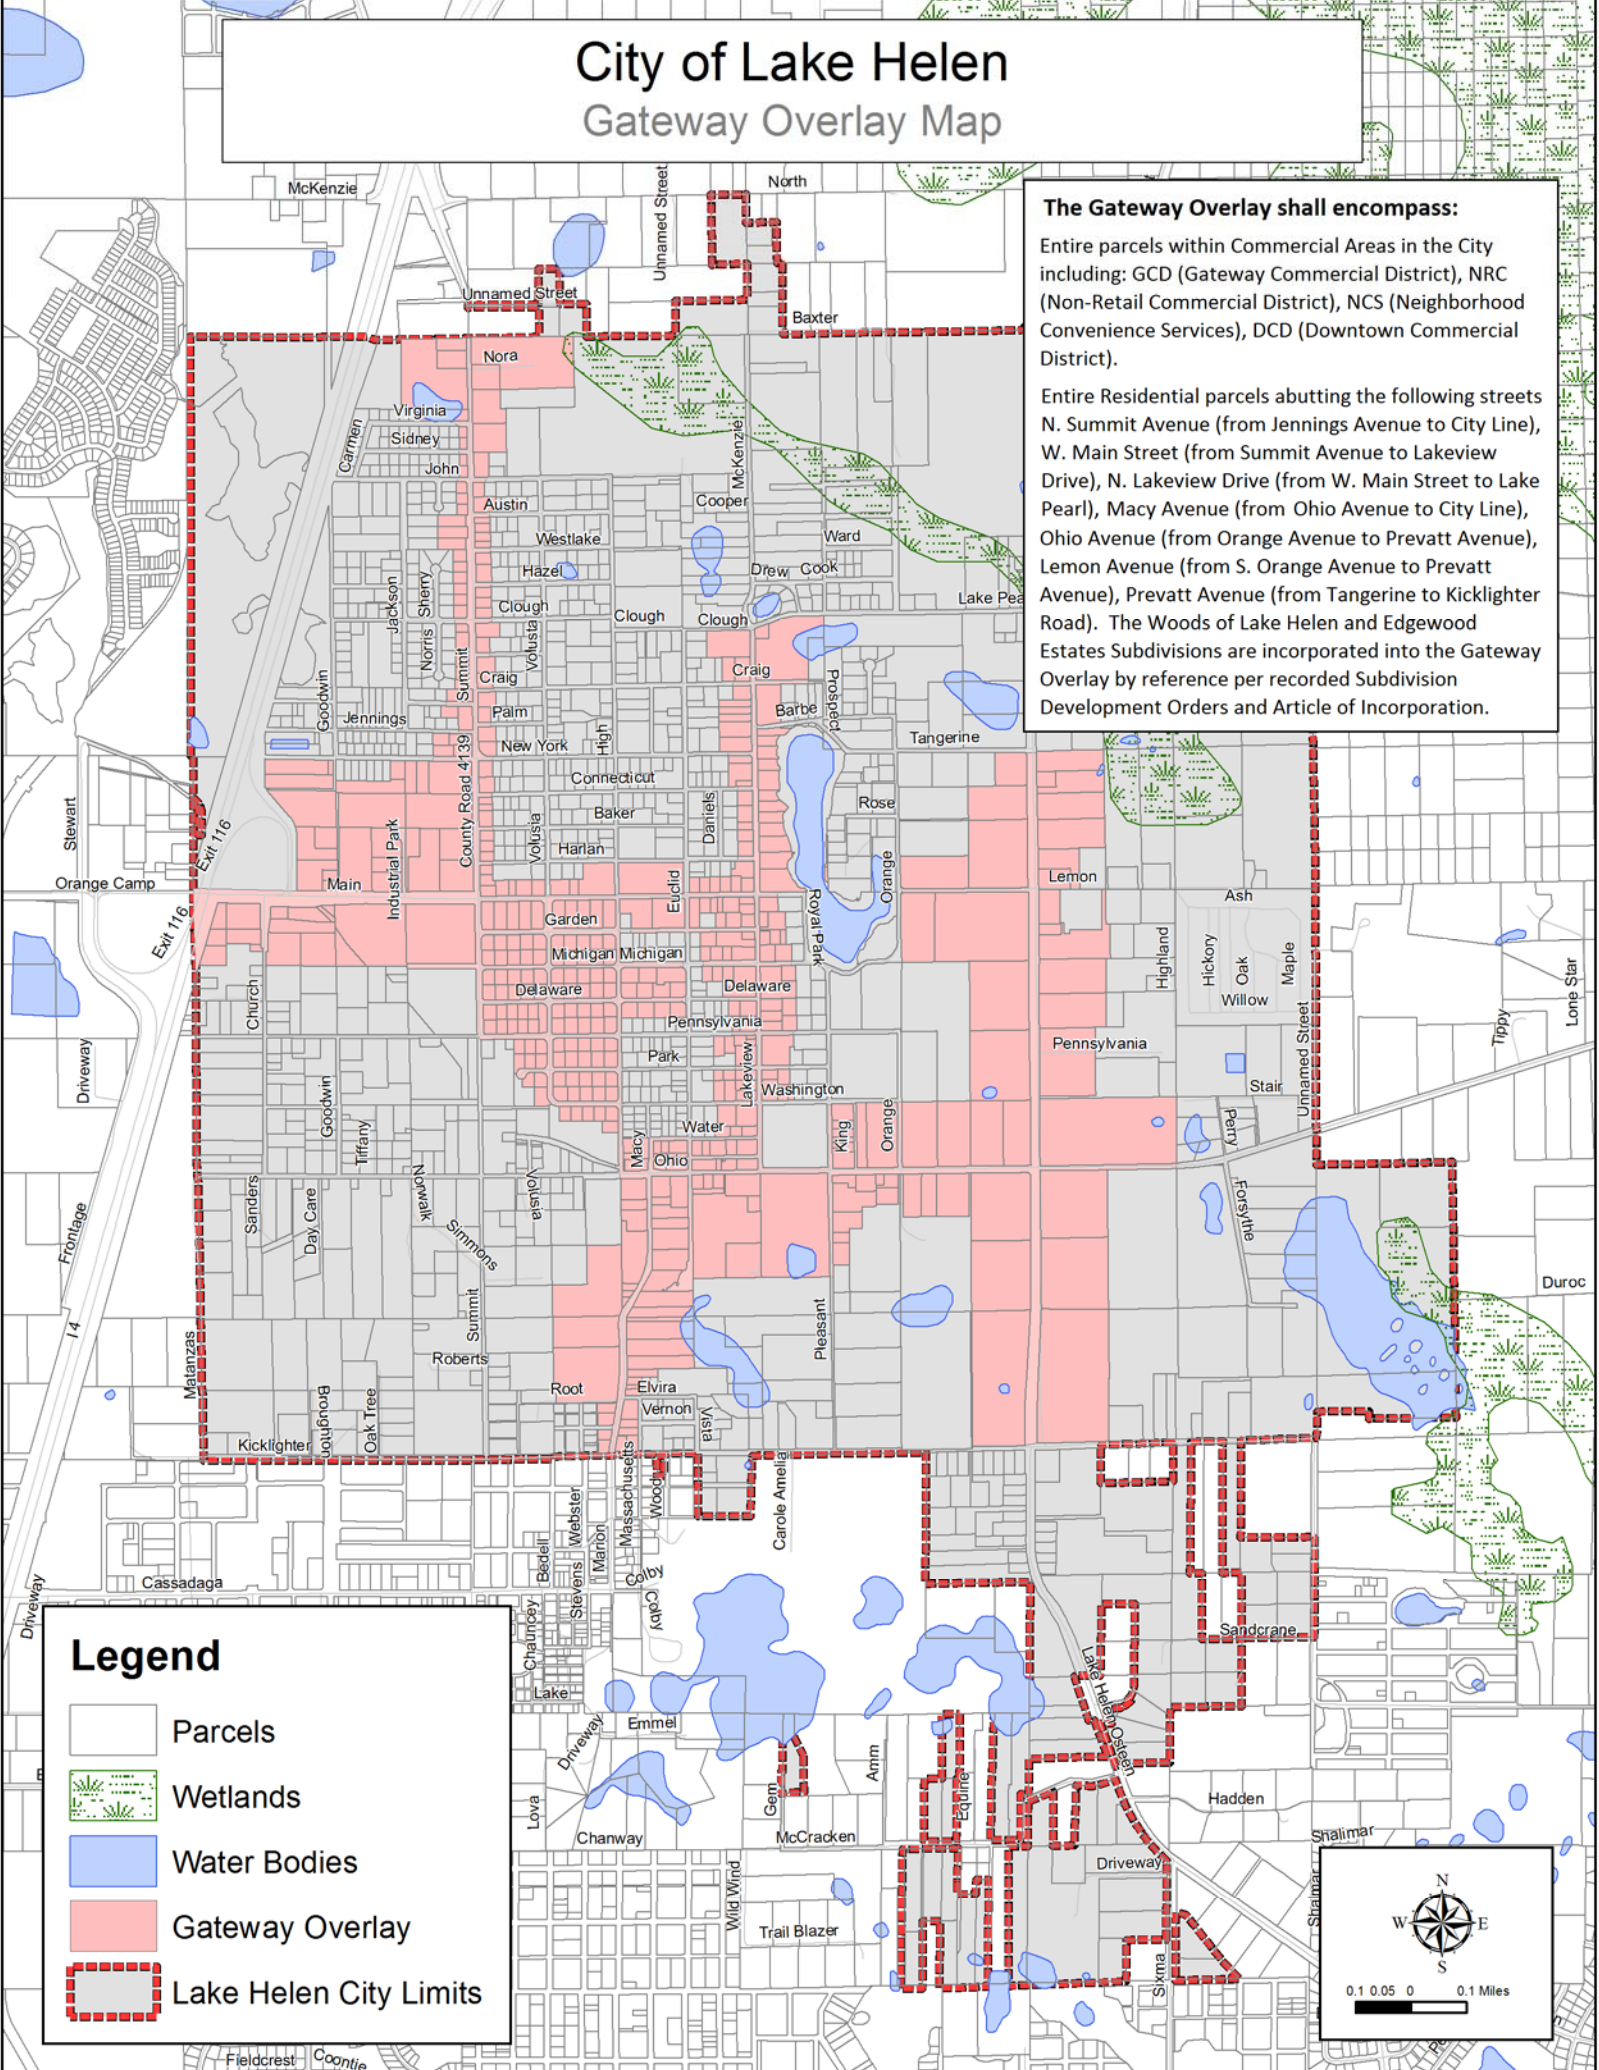 City of Lake Helen
Gateway Overlay Map
The Gateway Overlay shall encompass:
Entire parcels within Commercial Areas in the City
including: GCD (Gateway Commercial District), NRC
(Non-Retail Commercial District), NCS (Neighborhood
Convenience Services), DCD (Downtown Commercial
District).
Entire Residential parcels abutting the following streets
N. Summit Avenue (from Jennings Avenue to City Line),
W. Main Street (from Summit Avenue to Lakeview
Drive), N. Lakeview Drive (from W. Main Street to Lake
Pearl), Macy Avenue (from Ohio Avenue to City Line),
Ohio Avenue (from Orange Avenue to Prevatt Avenue),
Lemon Avenue (from S. Orange Avenue to Prevatt
Avenue), Prevatt Avenue (from Tangerine to Kicklighter
Road). The Woods of Lake Helen and Edgewood
Estates Subdivisions are incorporated into the Gateway
Overlay by reference per recorded Subdivision
Development Orders and Article of Incorporation.
McKenzie
North
Unnamed Street
Unnamed Street
Baxter
Nora
Virginia
Sidney
Carmen
John
McKenzie
Austin
Cooper
Westlake
Ward
Hazel
Drew
Cook
Jackson
Sherry
Clough
Clough
Clough
Lake Pea
Norris
Volusta
Summit
Craig
Craig
Goodwin
Jennings
Palm
Barbe
Prospect
New York
High
Tangerine
County Road 4139
Connecticut
Stewart
Baker
Daniels
Rose
Exit 116
Industrial Park
Volusia
Harlan
Orange
Orange Camp
Main
Euclid
Lemon
Ash
Exit 116
Garden
Royal Park
Michigan
Michigan
Highland
Hickory
Oak
Maple
Lone Star
Church
Delaware
Delaware
Willow
Pennsylvania
Unnamed Street
Tippy
Driveway
Park
Lakeview
Pennsylvania
Washington
Stair
Goodwin
Tiffany
Macy
Water
King
Orange
Perry
Ohio
Sanders
Day Care
Norwalk
Volusia
Forsythe
Frontage
Simmons
Duroc
I4
Matanzas
Summit
Pleasant
Roberts
Root
Elvira
Vernon
Vista
Kicklighter
Broughton
Oak Tree
Massachusetts
Wood
Carole Amelia
Webster
Marion
Bedell
Stevens
Cassadaga
Driveway
Colby
Colby
Chauncey
Sandcrane
Lake
Lake Helen Osteen
Emmel
Driveway
Gem
Amm
Equine
Lova
Chanway
McCracken
Hadden
Shalimar
Shalmar
Driveway
Wild Wind
Trail Blazer
Sixma
Fieldcrest
Coontie
Legend
Parcels
Wetlands
Water Bodies
Gateway Overlay
Lake Helen City Limits
N
W
E
S
0.1 0.05 0 0.1 Miles